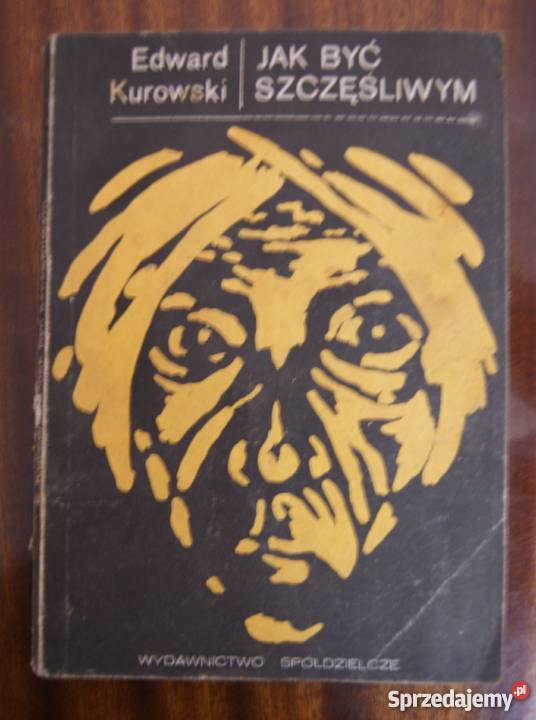 Edward
Kurowski
JAK BYĆ
SZCZĘŚLIWYM
WYDAWNICTWO SPÓŁDZIELCZE
Sprzedajemy.pl